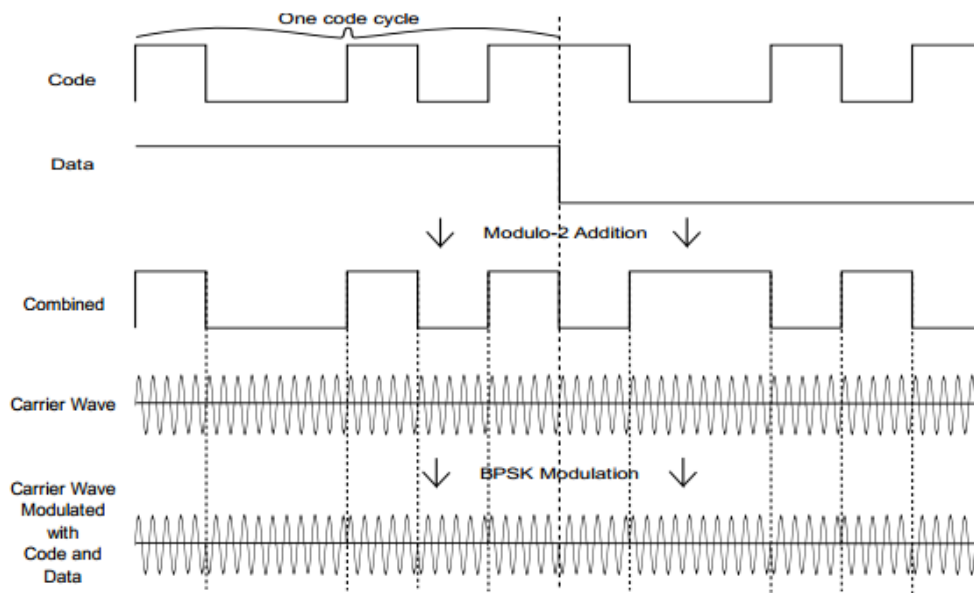 One code cycle
Code
Data
Modulo-2 Addition
Combined
Carrier Wave
BPSK Modulation
Carrier Wave
Modulated
with
Code and
Data